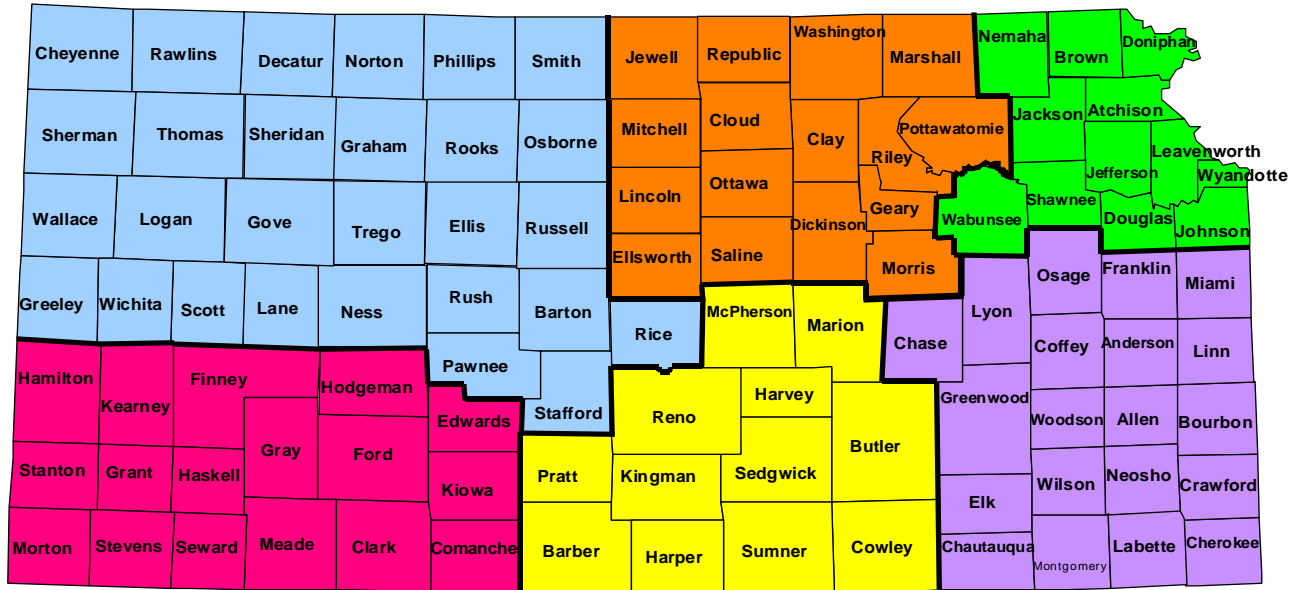 Cheyenne
Rawlins
Decatur
Norton
Phillips
Smith
Jewell
Republic
Washington
Marshall
Nemaha
Brown
Doniphan
Sherman
Thomas
Sheridan
Graham
Rooks
Osborne
Mitchell
Cloud
Clay
Riley
Pottawatomie
Jackson
Atchison
Leavenworth
Wyandotte
Jefferson
Wallace
Logan
Gove
Trego
Ellis
Russell
Lincoln
Ottawa
Dickinson
Geary
Wabunsee
Shawnee
Douglas
Johnson
Ellsworth
Saline
Morris
Greeley
Wichita
Scott
Lane
Ness
Rush
Barton
Rice
McPherson
Marion
Chase
Lyon
Osage
Franklin
Miami
Coffey
Anderson
Linn
Hamilton
Kearney
Finney
Hodgeman
Pawnee
Stafford
Edwards
Reno
Harvey
Butler
Greenwood
Woodson
Allen
Bourbon
Stanton
Grant
Haskell
Gray
Ford
Kiowa
Pratt
Kingman
Sedgwick
Elk
Wilson
Neosho
Crawford
Morton
Stevens
Seward
Meade
Clark
Comanche
Barber
Harper
Sumner
Cowley
Chautauqua
Montgomery
Labette
Cherokee